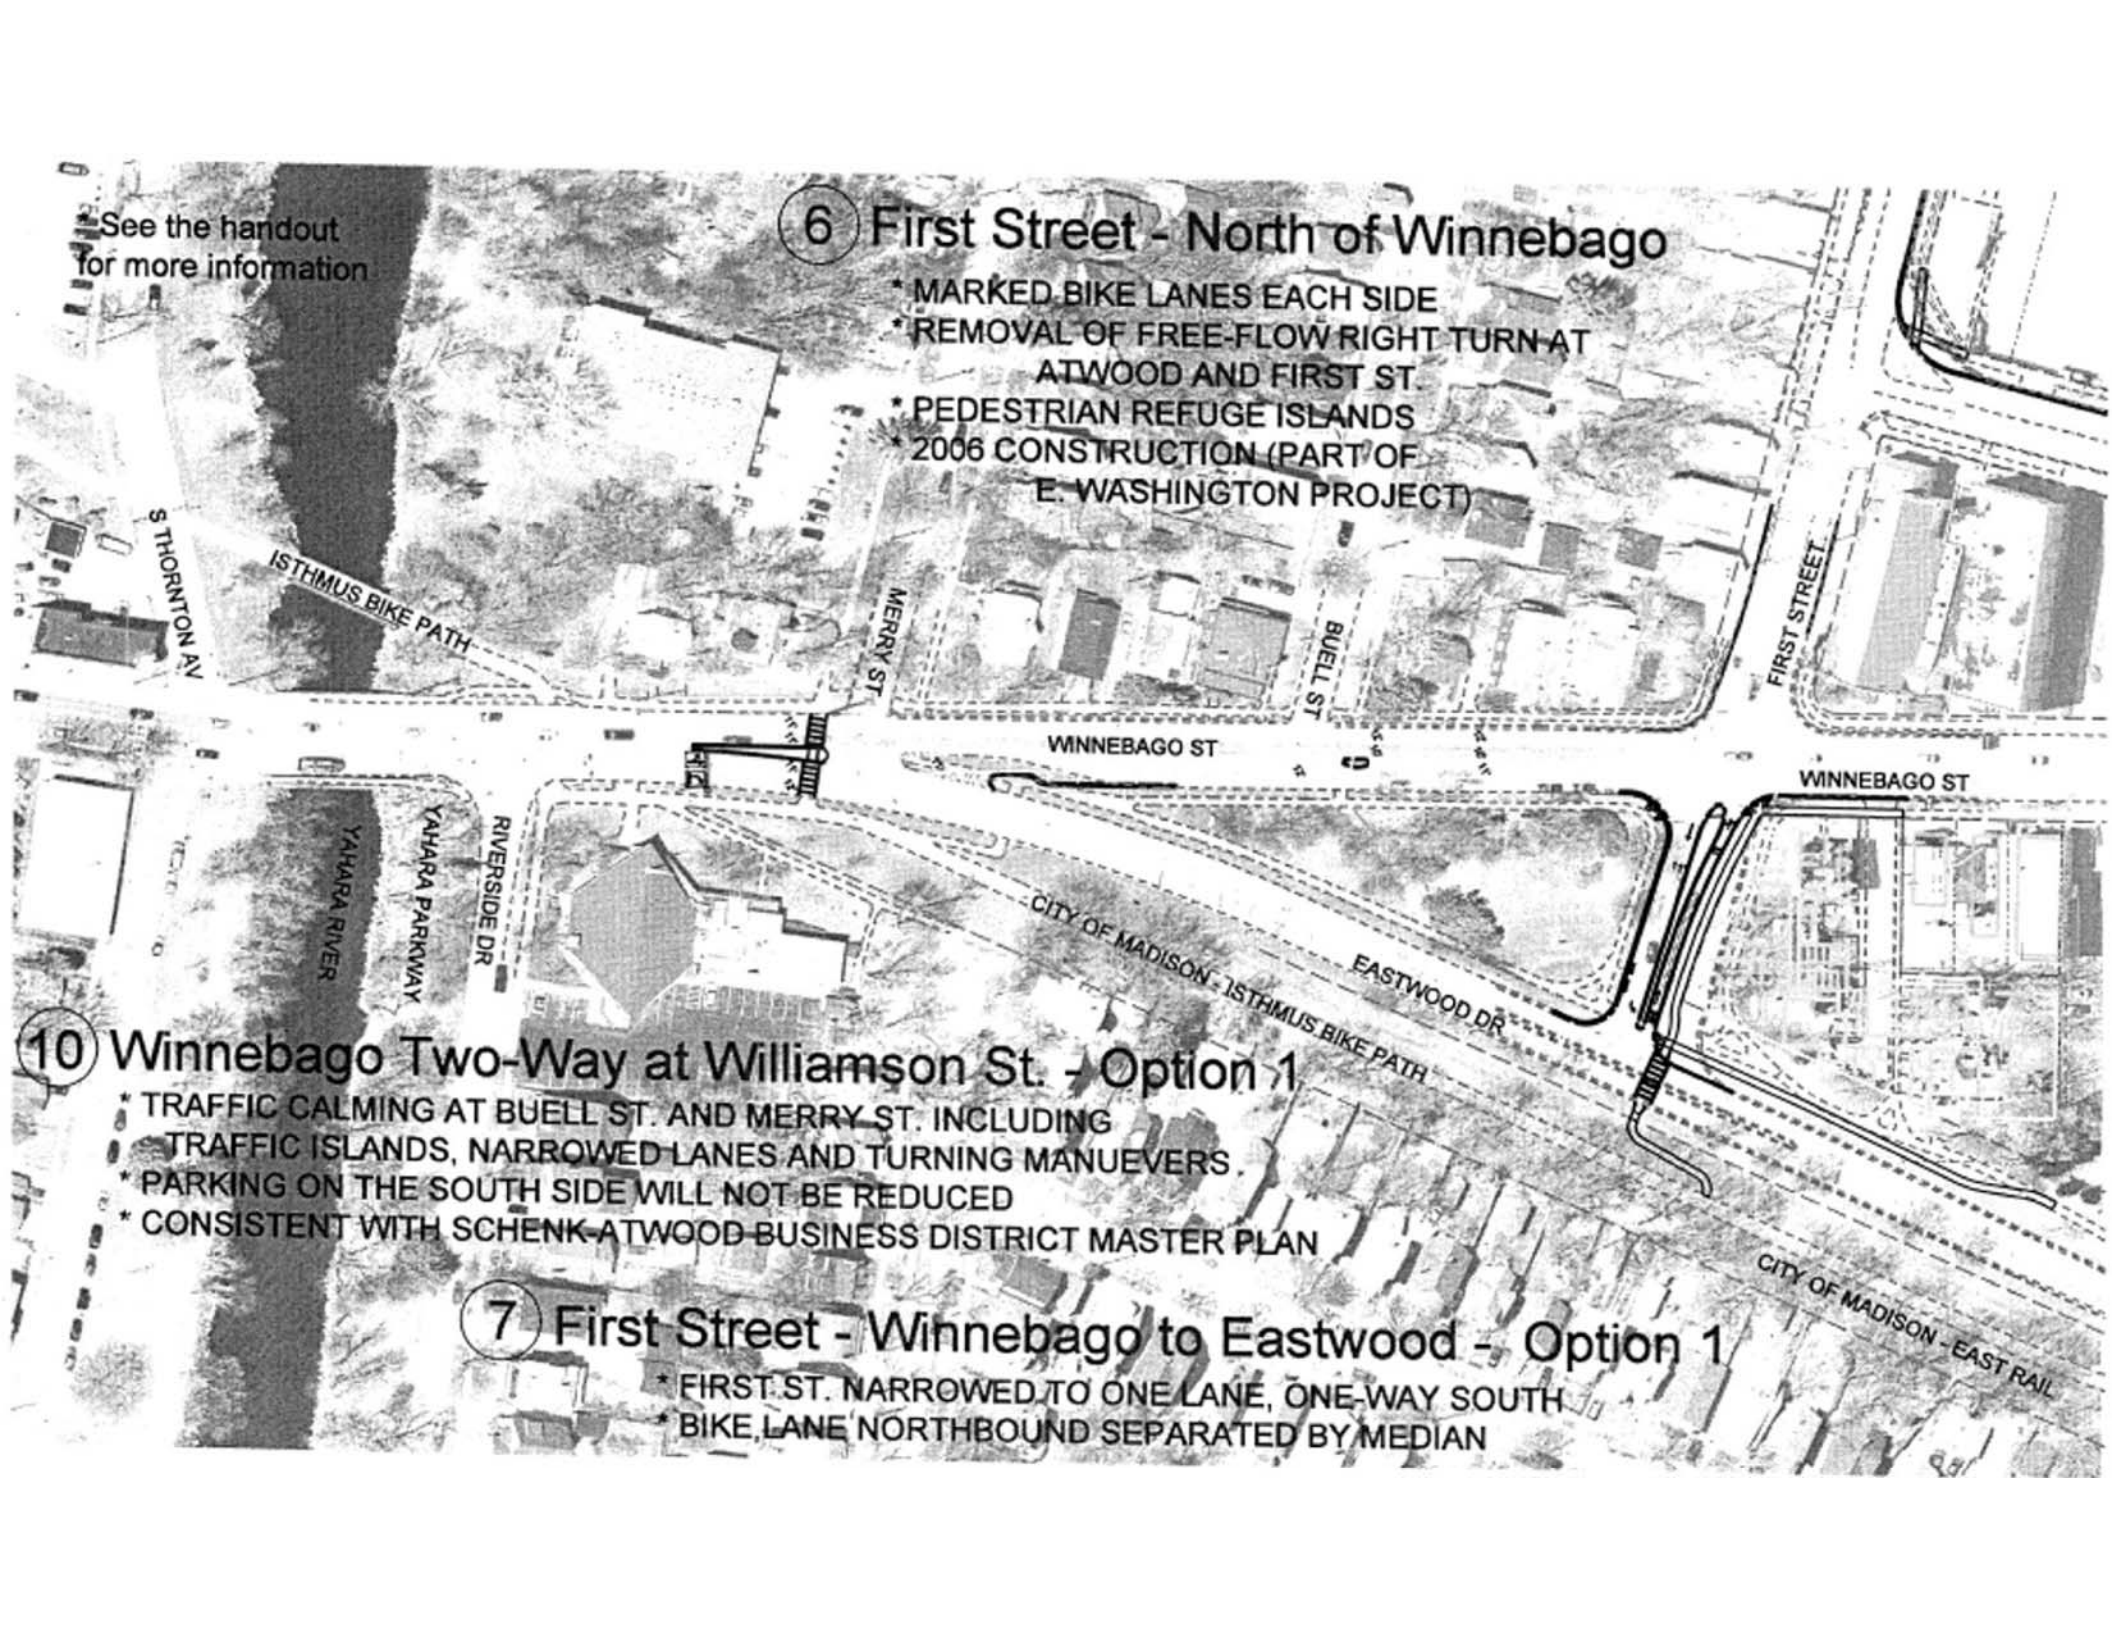 * See the handout
for more information
6 First Street - North of Winnebago
* MARKED BIKE LANES EACH SIDE
* REMOVAL OF FREE-FLOW RIGHT TURN AT
ATWOOD AND FIRST ST.
* PEDESTRIAN REFUGE ISLANDS
* 2006 CONSTRUCTION (PART OF
E. WASHINGTON PROJECT)
S THORNTON AV
ISTHMUS BIKE PATH
MERRY ST
BUELL ST
FIRST STREET
WINNEBAGO ST
WINNEBAGO ST
YAHARA RIVER
YAHARA PARKWAY
RIVERSIDE DR
CITY OF MADISON - ISTHMUS BIKE PATH
EASTWOOD DR
10 Winnebago Two-Way at Williamson St. - Option 1
* TRAFFIC CALMING AT BUELL ST. AND MERRY ST. INCLUDING
TRAFFIC ISLANDS, NARROWED LANES AND TURNING MANUEVERS
* PARKING ON THE SOUTH SIDE WILL NOT BE REDUCED
* CONSISTENT WITH SCHENK-ATWOOD BUSINESS DISTRICT MASTER PLAN
CITY OF MADISON - EAST RAIL
7 First Street - Winnebago to Eastwood - Option 1
* FIRST ST. NARROWED TO ONE LANE, ONE-WAY SOUTH
* BIKE LANE NORTHBOUND SEPARATED BY MEDIAN